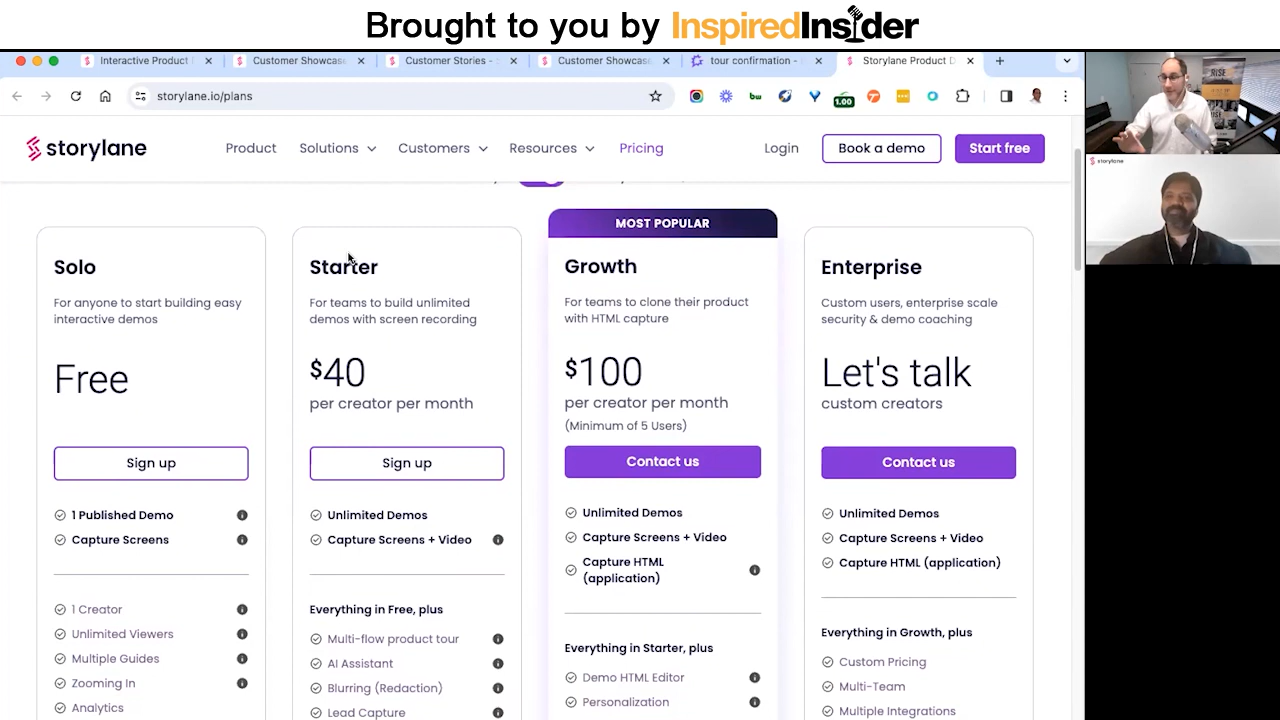 Brought to you by InspiredInsider
Interactive Product
Customer Showcase
Customer Stories - S
Customer Showcase
tour confirmation -
Storylane Product D
storylane.io/plans
1.00
storylane
Product
Solutions
Customers
Resources
Pricing
Login
Book a demo
Start free
Solo
For anyone to start building easy
interactive demos
Free
Sign up
1 Published Demo
Capture Screens
1 Creator
Unlimited Viewers
Multiple Guides
Zooming In
Analytics
Starter
For teams to build unlimited
demos with screen recording
$40
per creator per month
Sign up
Unlimited Demos
Capture Screens + Video
Everything in Free, plus
Multi-flow product tour
AI Assistant
Blurring (Redaction)
Lead Capture
MOST POPULAR
Growth
For teams to clone their product
with HTML capture
$100
per creator per month
(Minimum of 5 Users)
Contact us
Unlimited Demos
Capture Screens + Video
Capture HTML
(application)
Everything in Starter, plus
Demo HTML Editor
Personalization
Enterprise
Custom users, enterprise scale
security & demo coaching
Let's talk
custom creators
Contact us
Unlimited Demos
Capture Screens + Video
Capture HTML (application)
Everything in Growth, plus
Custom Pricing
Multi-Team
Multiple Integrations
RISE
RISE
storylane